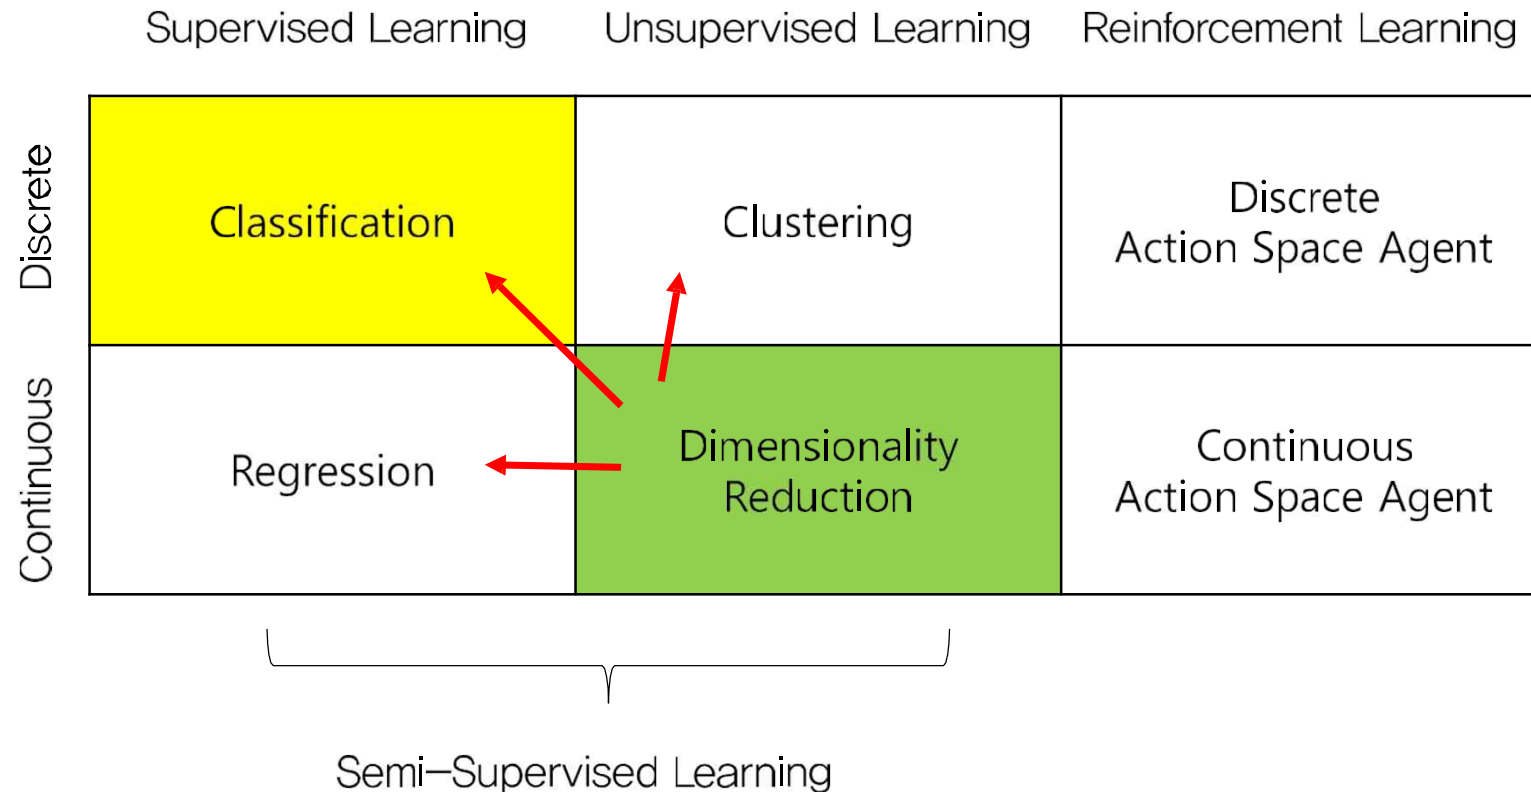 Supervised Learning
Unsupervised Learning
Reinforcement Learning
Discrete
Classification
Clustering
Discrete
Action Space Agent
Continuous
Regression
Dimensionality
Reduction
Continuous
Action Space Agent
Semi-Supervised Learning